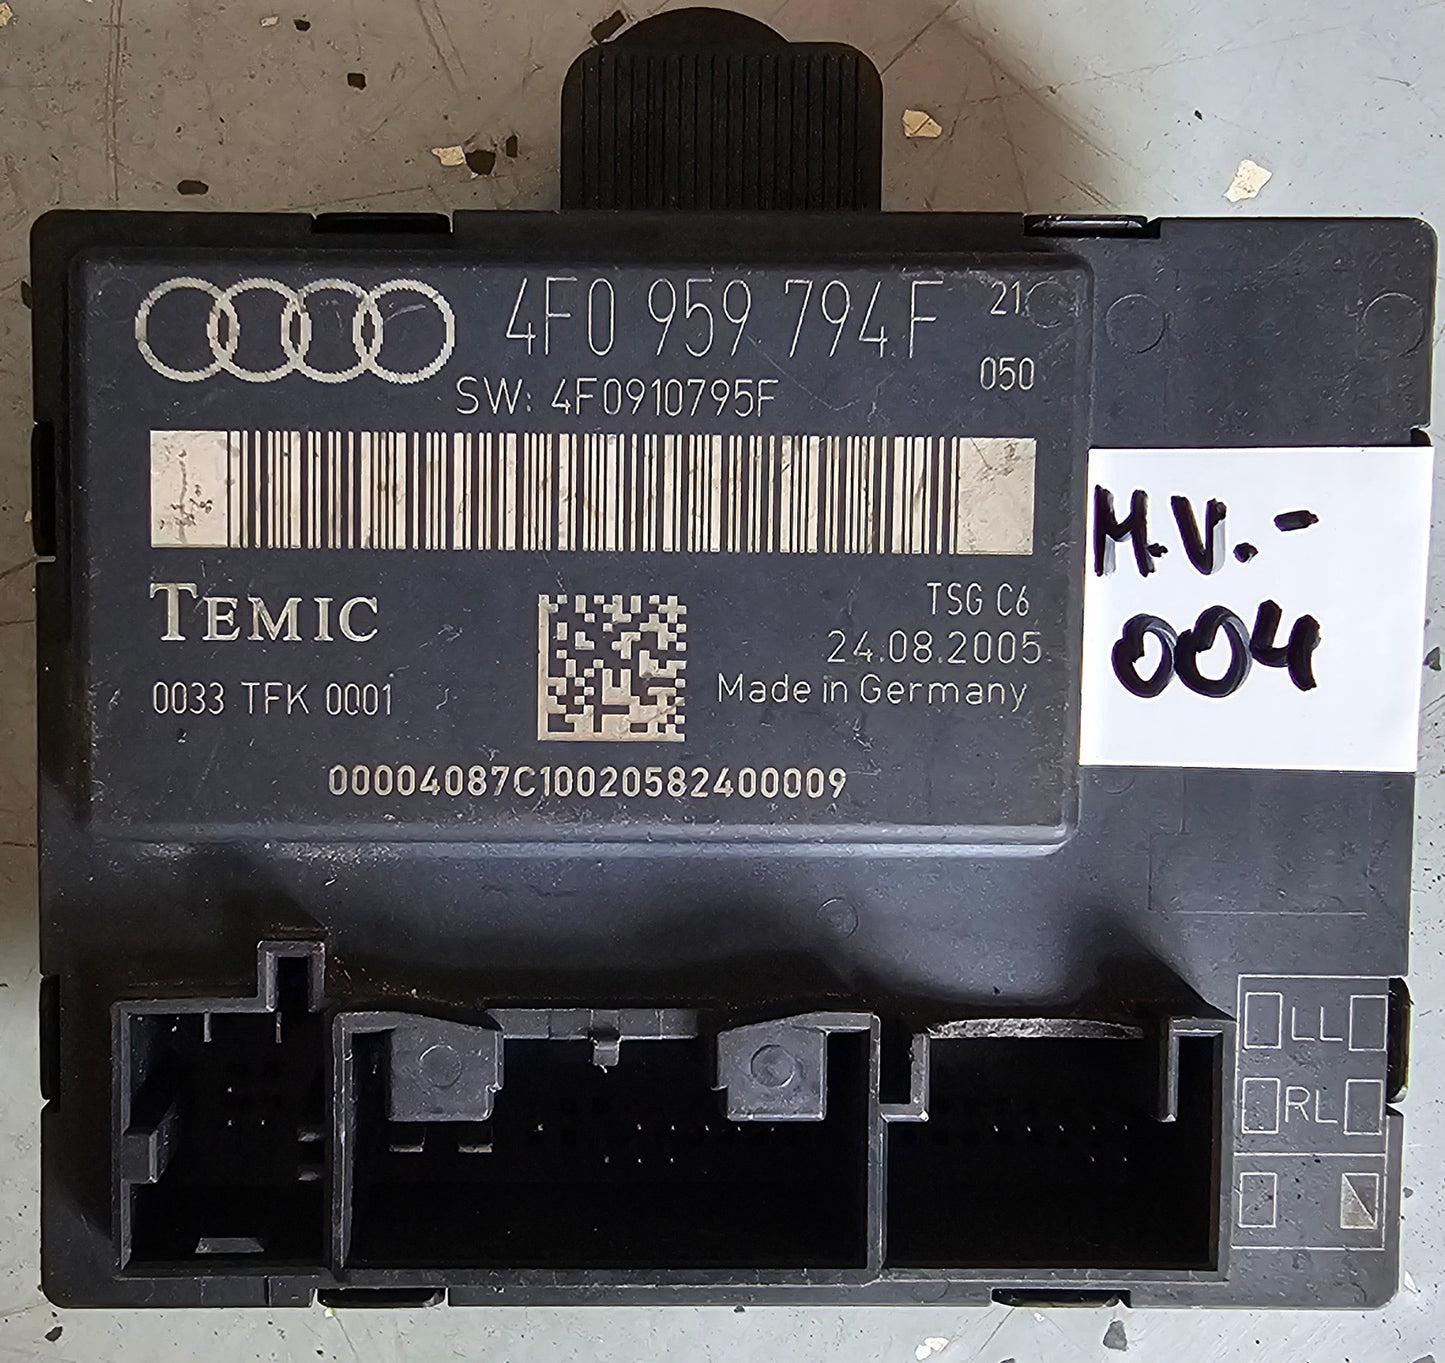 4F0 959 794 F 21
SW: 4F0910795F 050
TEMIC
TSG C6
24.08.2005
0033 TFK 0001
Made in Germany
00004087C10020582400009
M.V.-
004
LL
RL